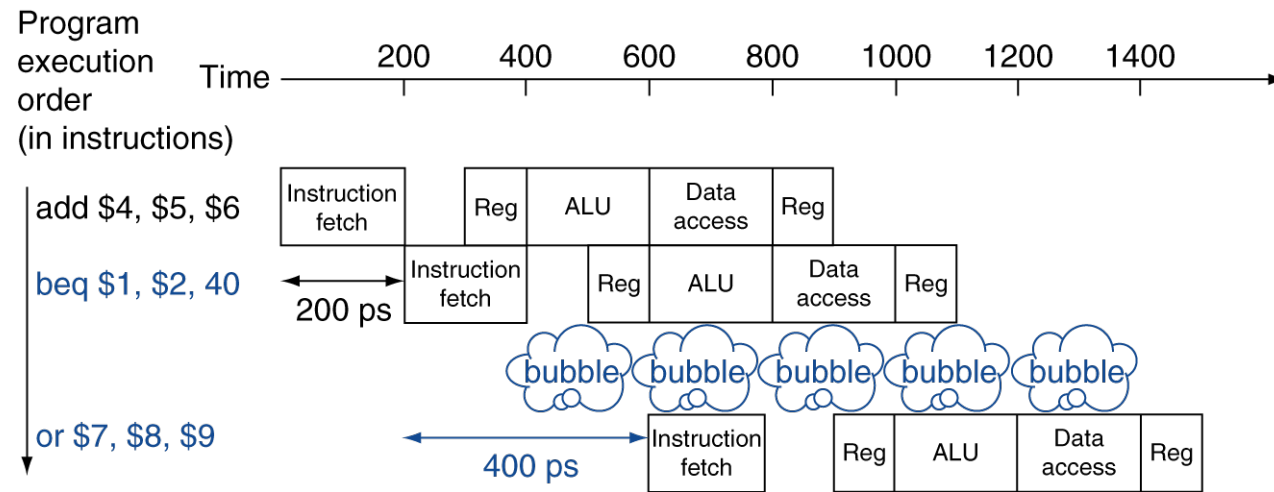 Program
execution
order
(in instructions)
Time
200 400 600 800 1000 1200 1400
add $4, $5, $6
Instruction
fetch
Reg
ALU
Data
access
Reg
beq $1, $2, 40
200 ps
Instruction
fetch
Reg
ALU
Data
access
Reg
bubble bubble bubble bubble bubble
or $7, $8, $9
400 ps
Instruction
fetch
Reg
ALU
Data
access
Reg